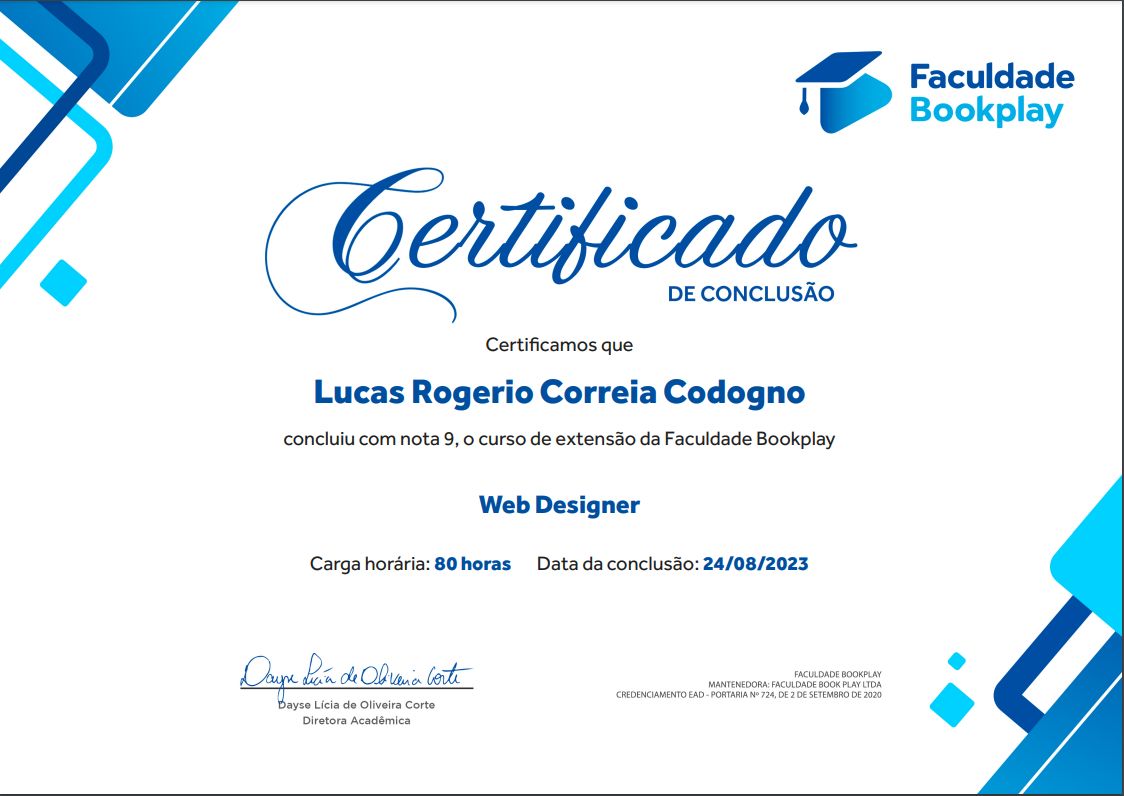 Faculdade
Bookplay
Certificado
DE CONCLUSÃO
Certificamos que
Lucas Rogerio Correia Codogno
concluiu com nota 9, o curso de extensão da Faculdade Bookplay
Web Designer
Carga horária: 80 horas Data da conclusão: 24/08/2023
Dayse Lícia de Oliveira Corte
Dayse Lícia de Oliveira Corte
Diretora Acadêmica
FACULDADE BOOKPLAY
MANTENEDORA: FACULDADE BOOK PLAY LTDA
CREDENCIAMENTO EAD - PORTARIA Nº 724, DE 2 DE SETEMBRO DE 2020